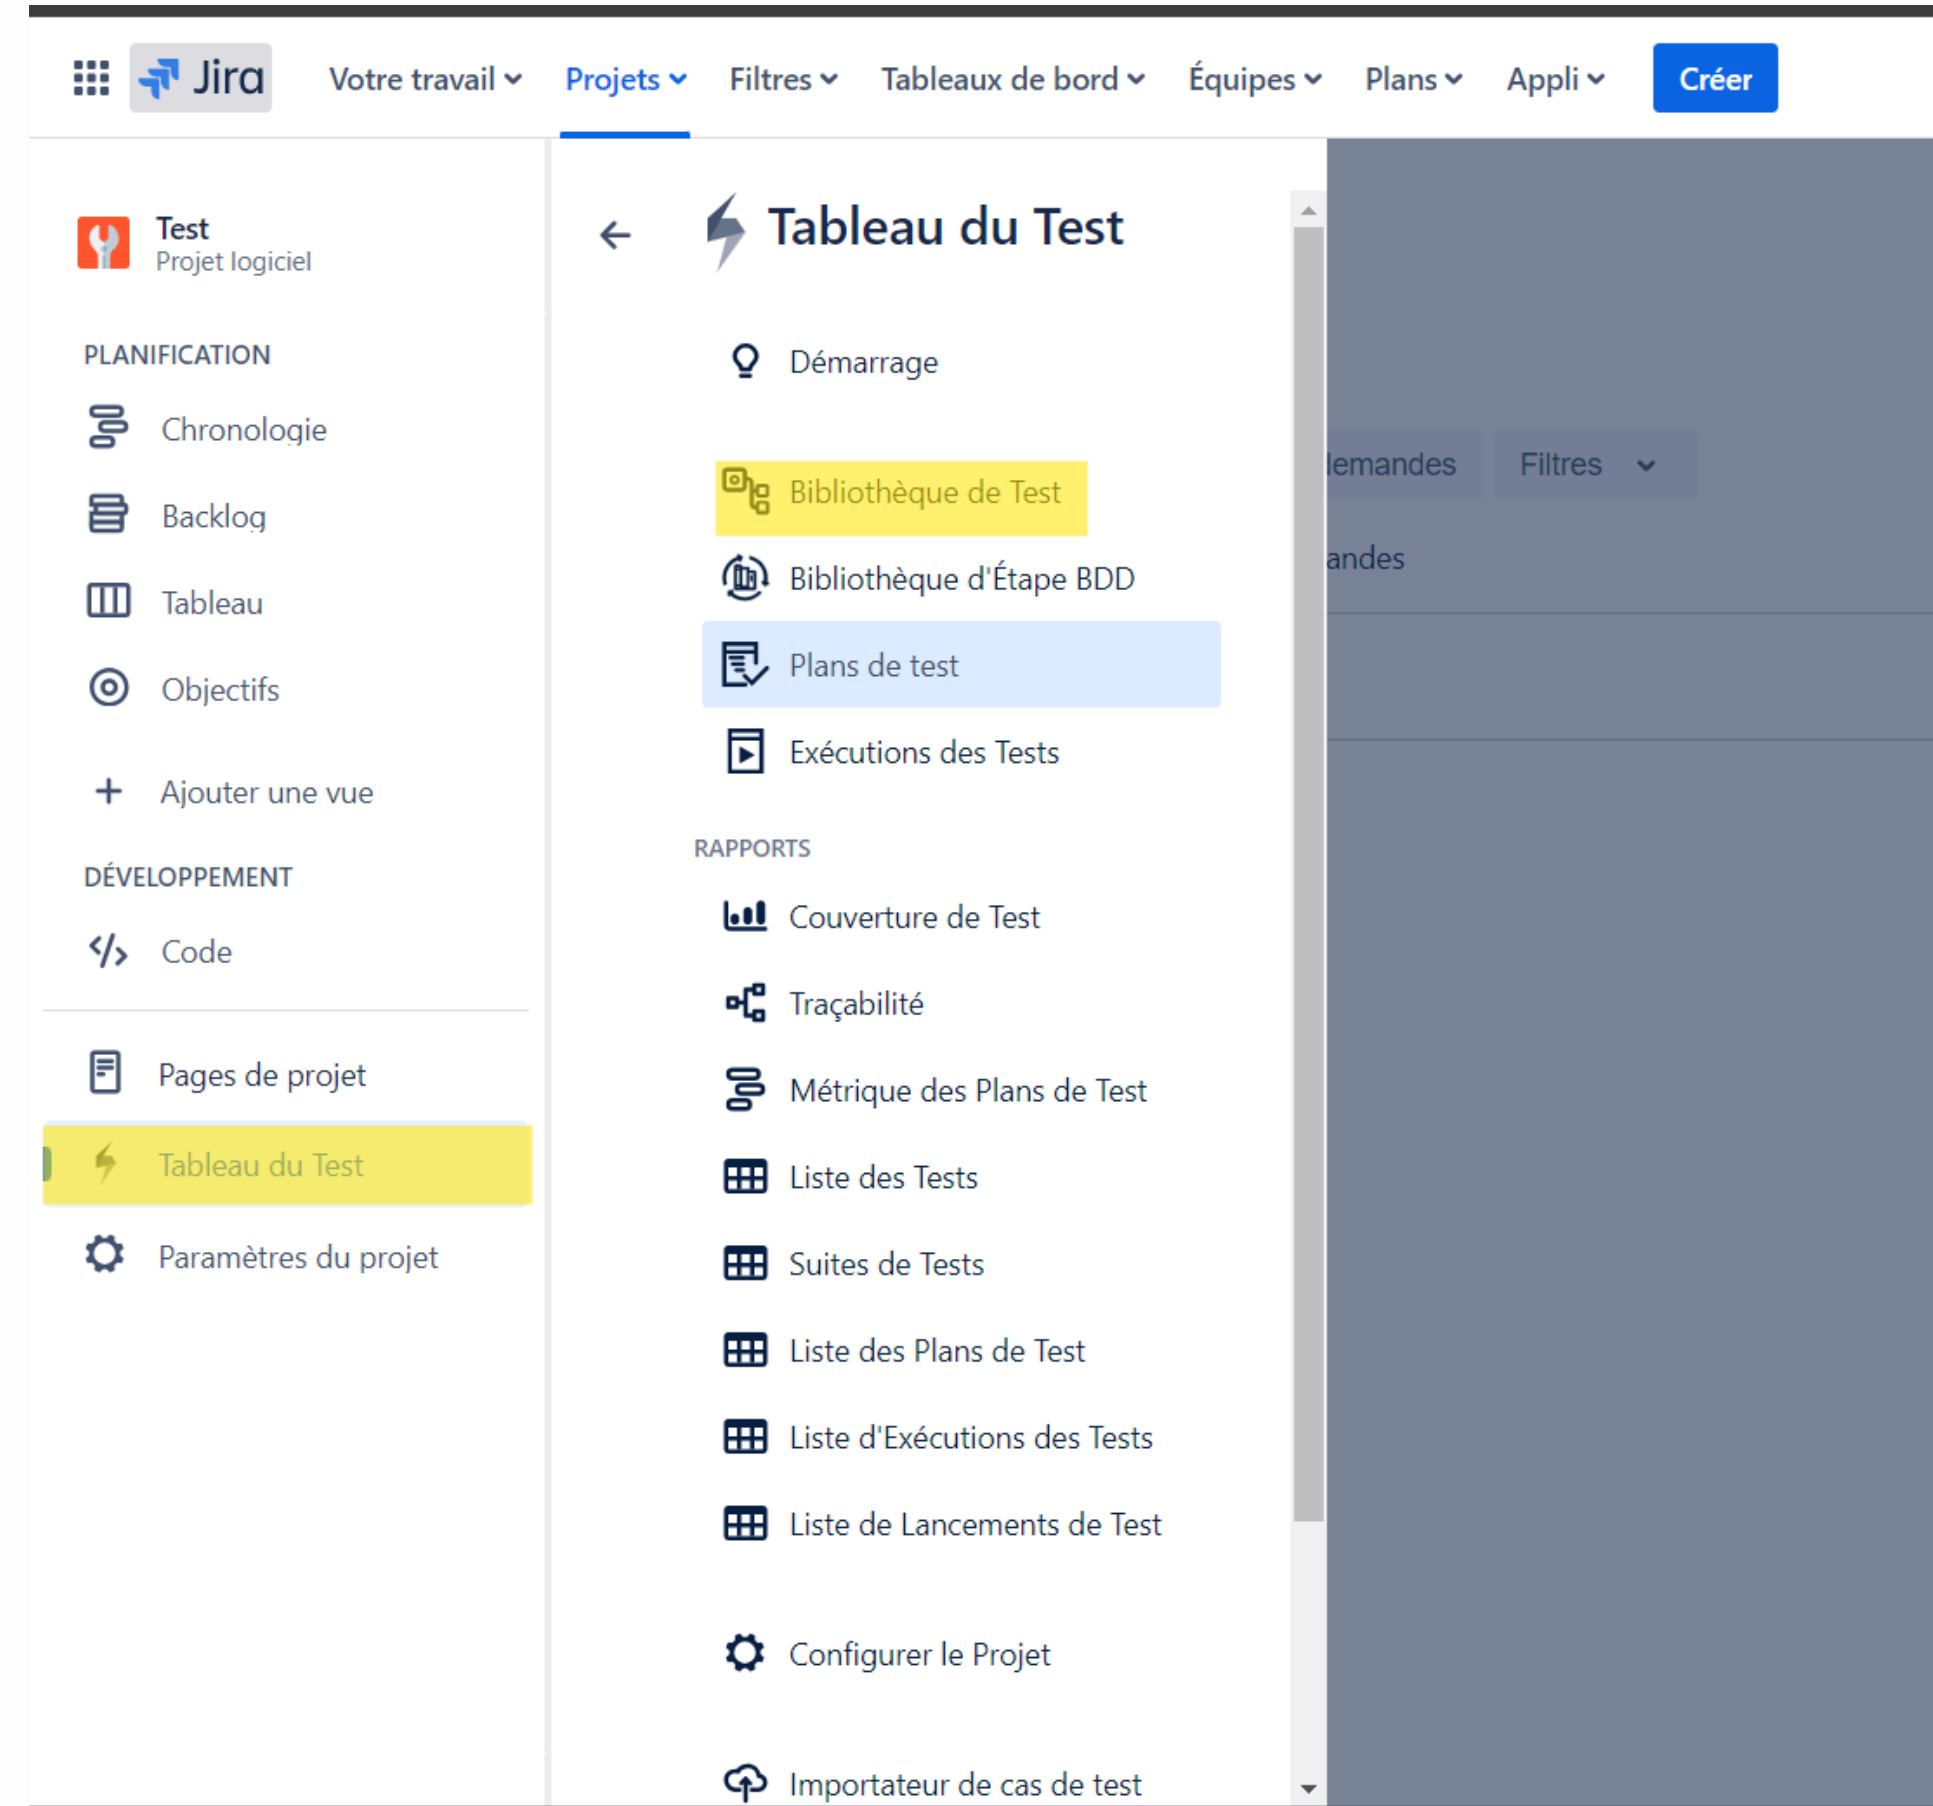 Jira Votre travail Projets Filtres Tableaux de bord Équipes Plans Appli Créer
Test
Projet logiciel
PLANIFICATION
Chronologie
Backlog
Tableau
Objectifs
Ajouter une vue
DÉVELOPPEMENT
Code
Pages de projet
Tableau du Test
Paramètres du projet
Tableau du Test
Démarrage
Bibliothèque de Test
Bibliothèque d'Étape BDD
Plans de test
Exécutions des Tests
RAPPORTS
Couverture de Test
Traçabilité
Métrique des Plans de Test
Liste des Tests
Suites de Tests
Liste des Plans de Test
Liste d'Exécutions des Tests
Liste de Lancements de Test
Configurer le Projet
Importateur de cas de test
demandes Filtres
andes